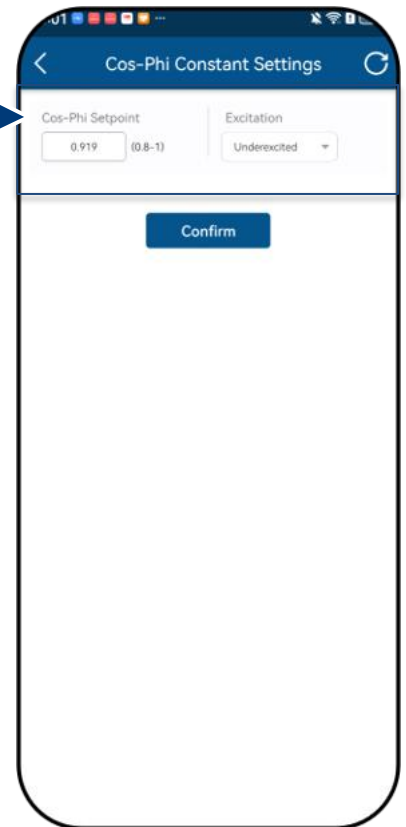 Cos-Phi Constant Settings
Cos-Phi Setpoint Excitation
0.919 (0.8-1) Underexcited
Confirm